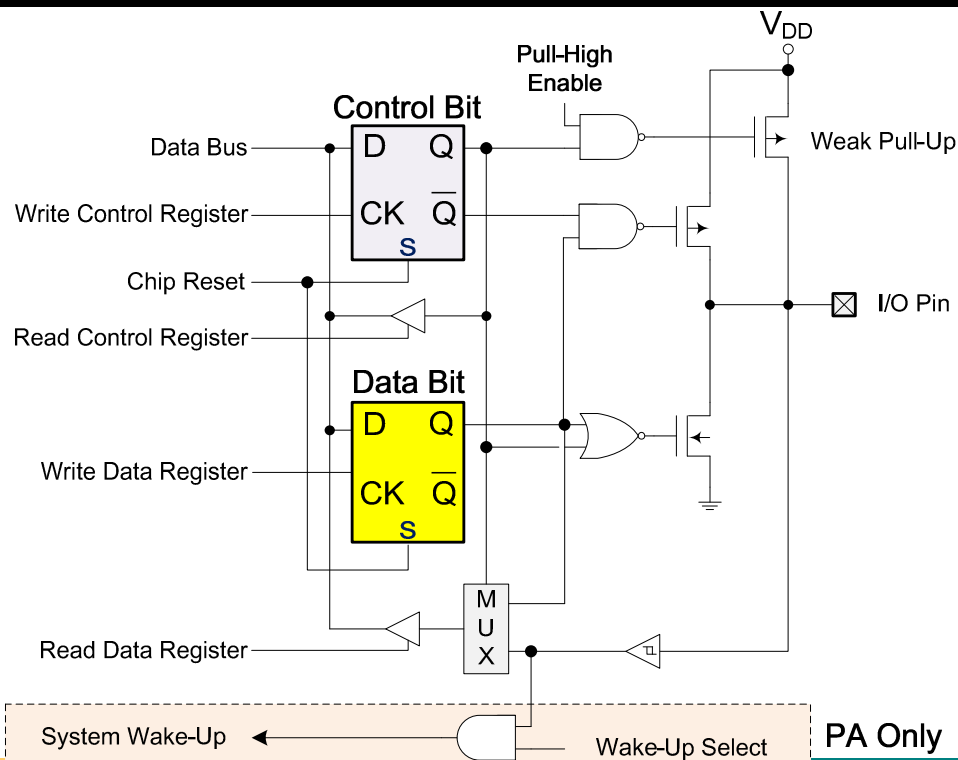 VDD
Pull-High
Enable
Control Bit
Data Bus
D
Q
Weak Pull-Up
Write Control Register
CK
Q
S
Chip Reset
I/O Pin
Read Control Register
Data Bit
D
Q
Write Data Register
CK
Q
S
M
U
X
Read Data Register
System Wake-Up
Wake-Up Select
PA Only